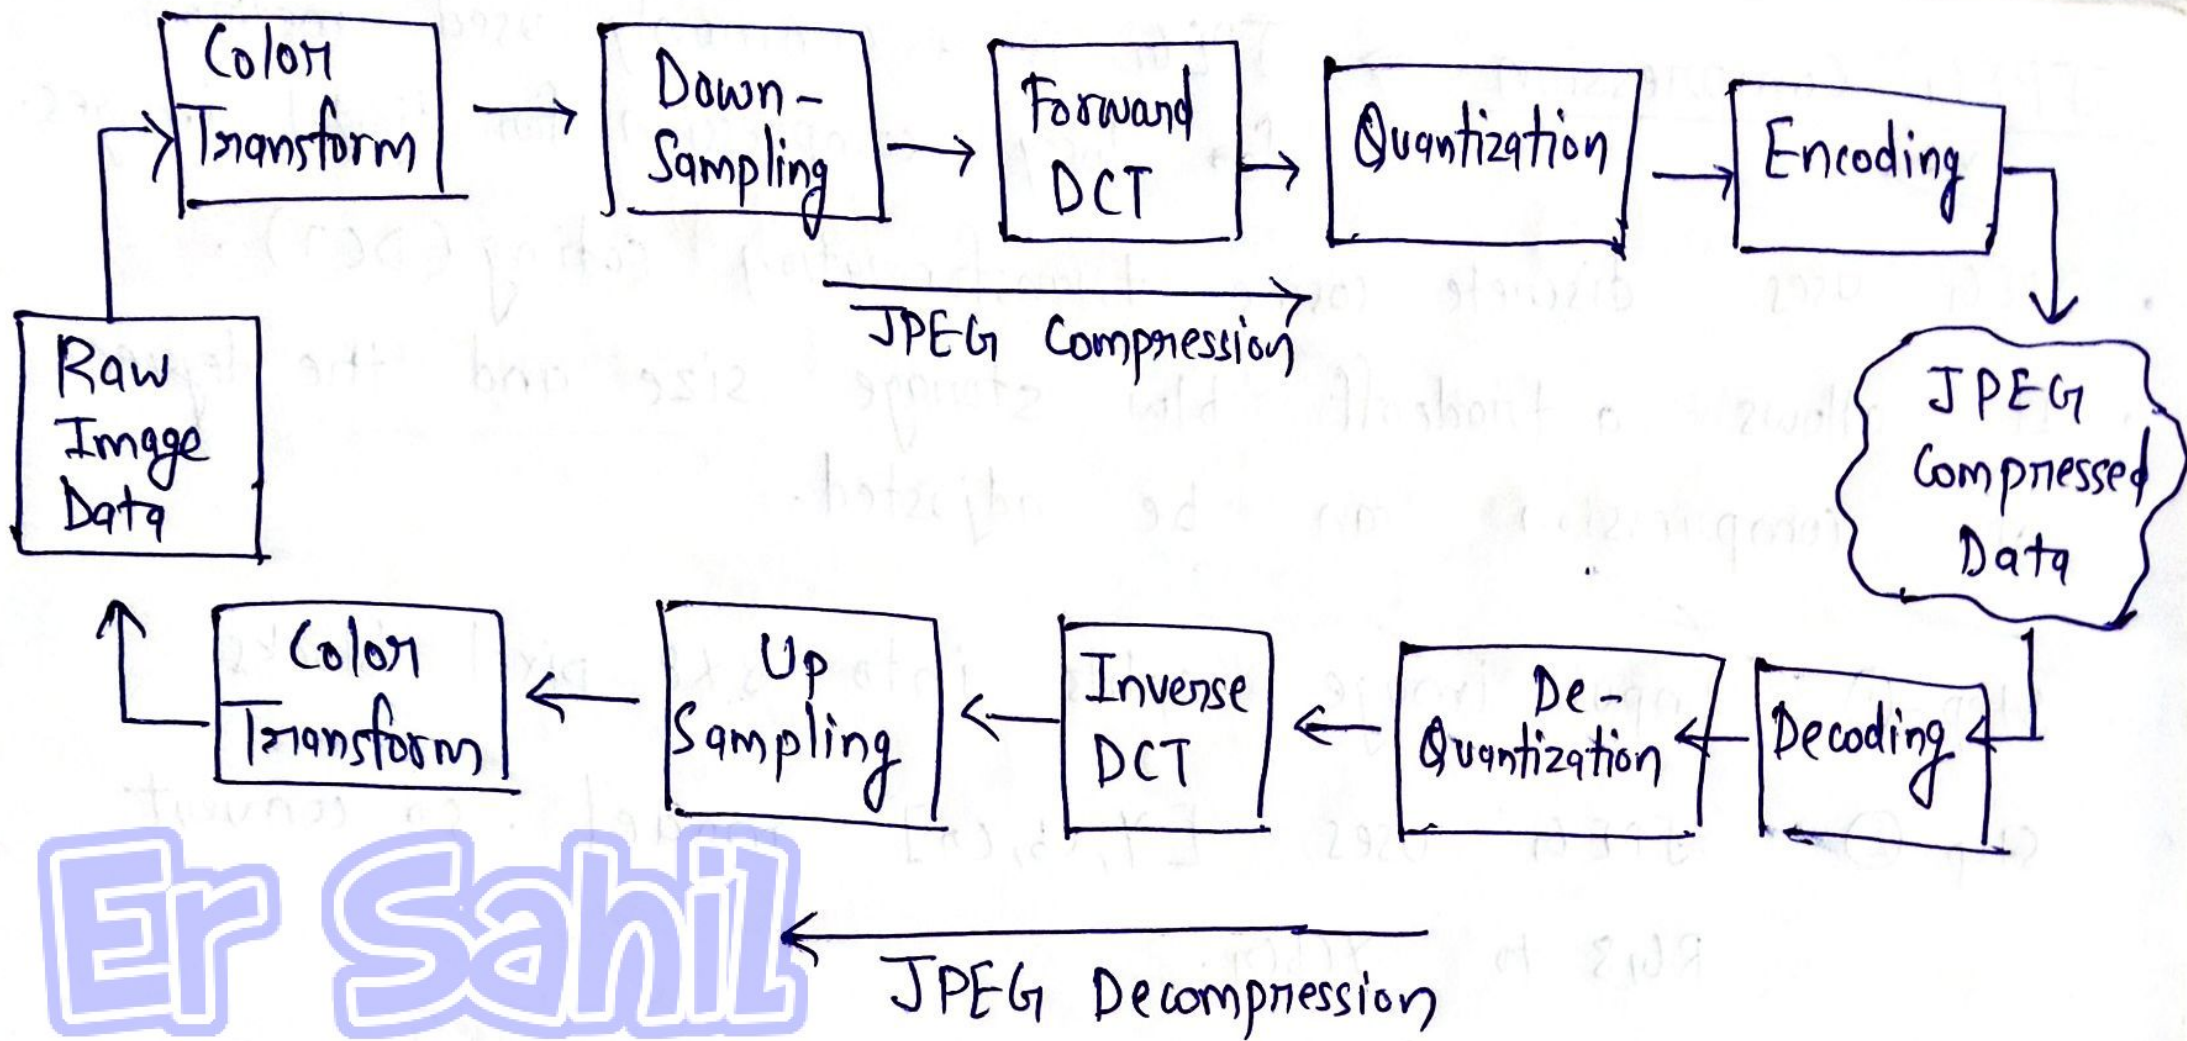 Color
Transform
Down-
Sampling
Forward
DCT
Quantization
Encoding
JPEG Compression
Raw
Image
Data
JPEG
Compressed
Data
Color
Transform
Up
Sampling
Inverse
DCT
De-
Quantization
Decoding
JPEG Decompression
Er Sahil